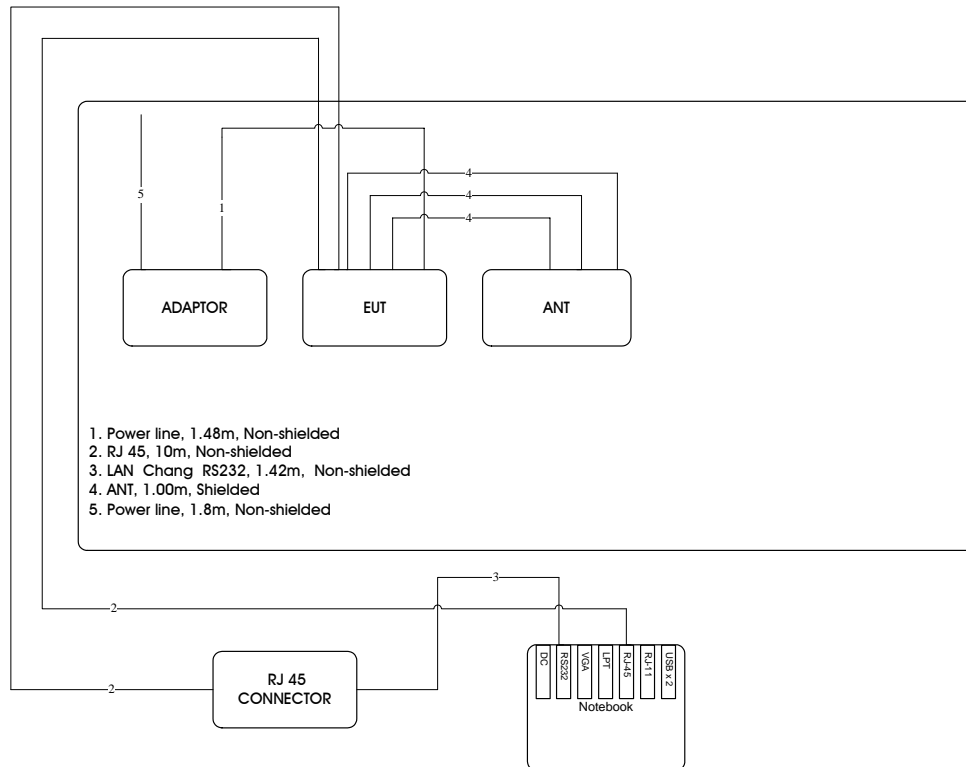 4
4
4
5
1
ADAPTOR
EUT
ANT
1. Power line, 1.48m, Non-shielded
2. RJ 45, 10m, Non-shielded
3. LAN Chang RS232, 1.42m, Non-shielded
4. ANT, 1.00m, Shielded
5. Power line, 1.8m, Non-shielded
3
2
2
RJ 45
CONNECTOR
DC
RS232
VGA
LPT
RJ-45
RJ-11
USB x 2
Notebook